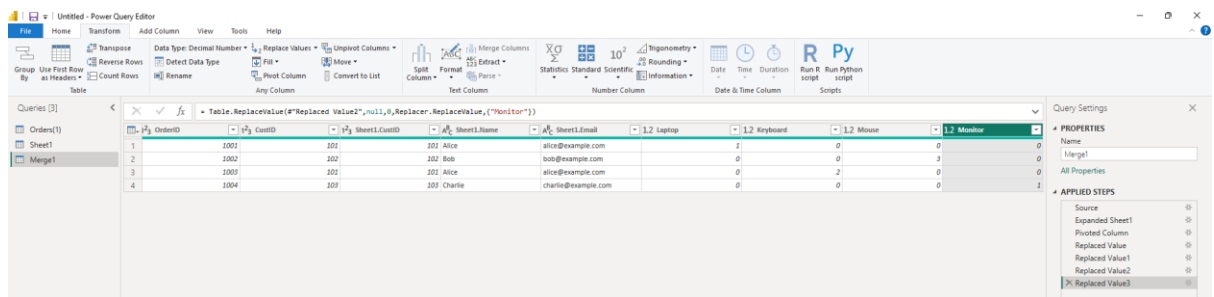 Untitled - Power Query Editor
File Home Transform Add Column View Tools Help
Group By
Use First Row as Headers
Transpose
Reverse Rows
Count Rows
Table
Data Type: Decimal Number
Detect Data Type
Rename
Replace Values
Fill
Pivot Column
Unpivot Columns
Move
Convert to List
Any Column
Split Column
Format
Merge Columns
Extract
Parse
Text Column
Statistics
Standard
Scientific
Trigonometry
Rounding
Information
Number Column
Date
Time
Duration
Date & Time Column
Run R script
Run Python script
Scripts
Queries [3]
Orders(1)
Sheet1
Merge1
= Table.ReplaceValue(#"Replaced Value2",null,0,Replacer.ReplaceValue,{"Monitor"})
OrderID CustID Sheet1.CustID Sheet1.Name Sheet1.Email 1.2 Laptop 1.2 Keyboard 1.2 Mouse 1.2 Monitor
1 1001 101 101 Alice alice@example.com 1 0 0 0
2 1002 102 102 Bob bob@example.com 0 0 3 0
3 1003 101 101 Alice alice@example.com 0 2 0 0
4 1004 103 103 Charlie charlie@example.com 0 0 0 1
Query Settings
PROPERTIES
Name
Merge1
All Properties
APPLIED STEPS
Source
Expanded Sheet1
Pivoted Column
Replaced Value
Replaced Value1
Replaced Value2
Replaced Value3